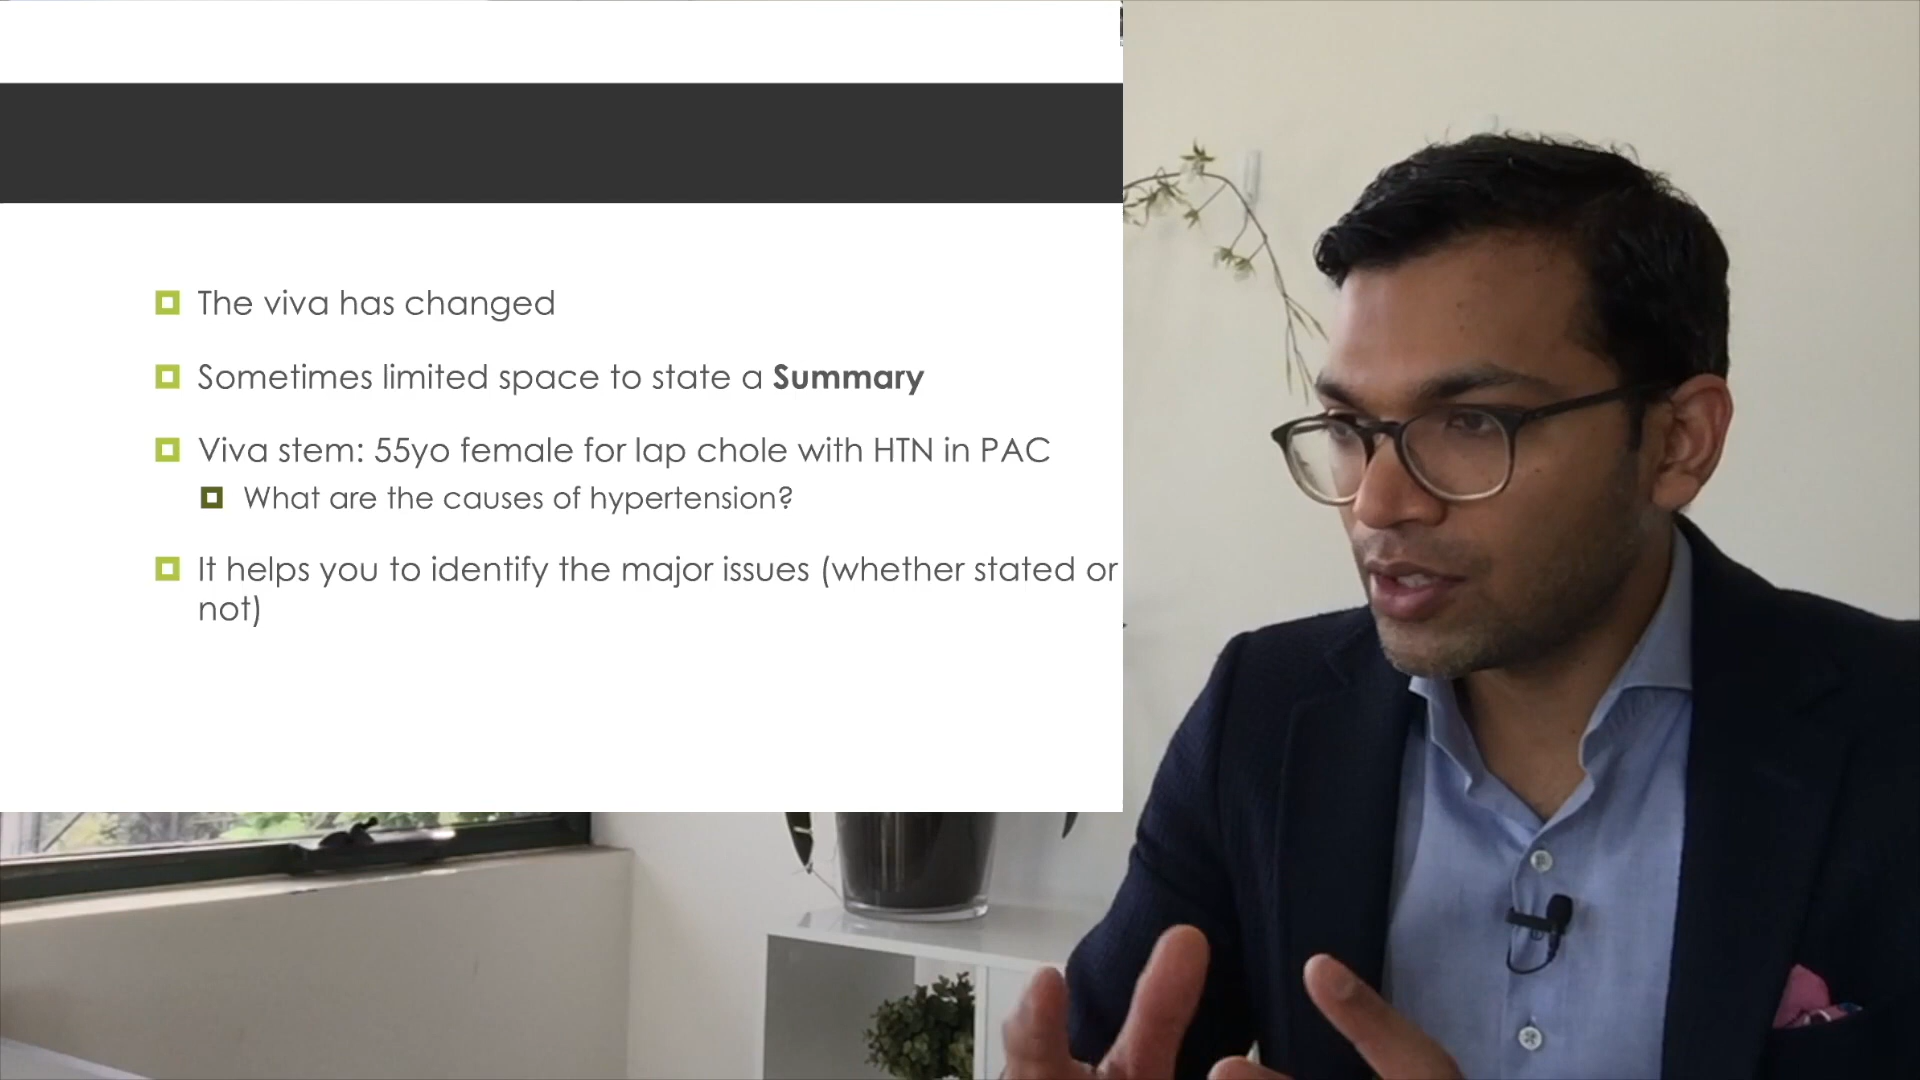 The viva has changed
Sometimes limited space to state a Summary
Viva stem: 55yo female for lap chole with HTN in PAC
What are the causes of hypertension?
It helps you to identify the major issues (whether stated or
not)